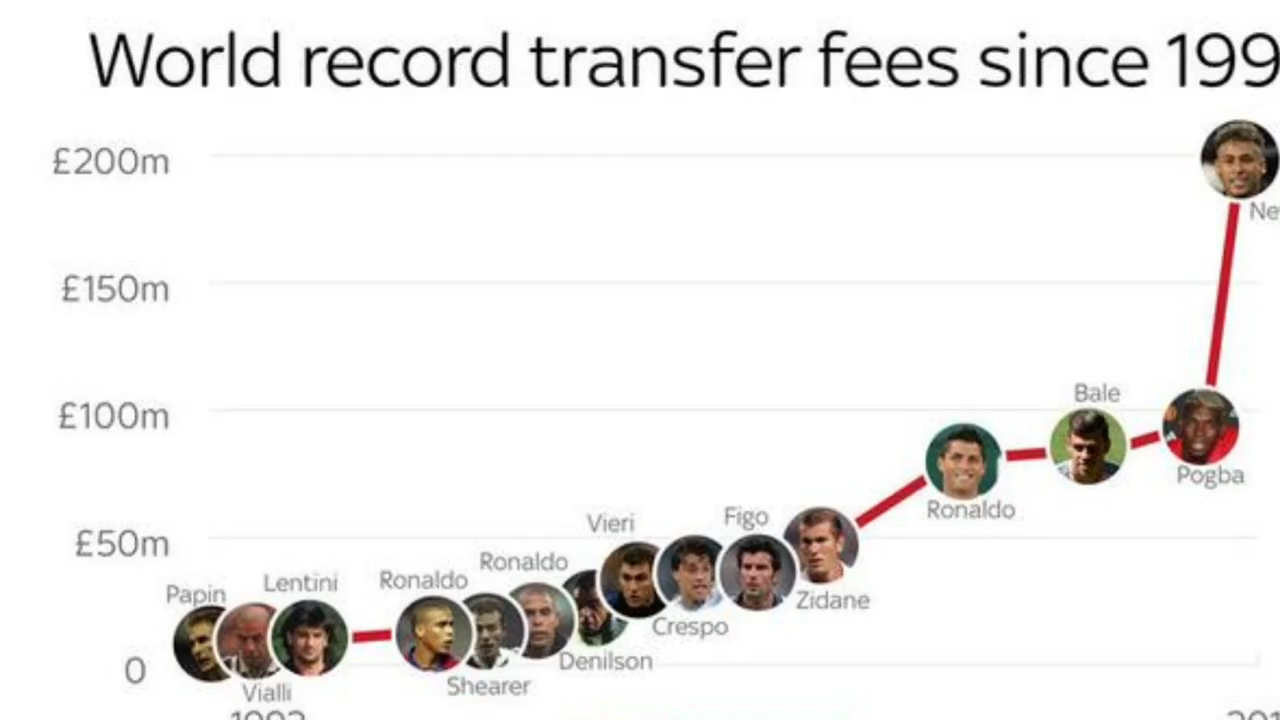 World record transfer fees since 199
£200m
Ne
£150m
£100m
Bale
Pogba
Ronaldo
£50m
Vieri
Figo
Ronaldo
Zidane
Papin
Lentini
Ronaldo
Crespo
Denilson
0
Vialli
Shearer